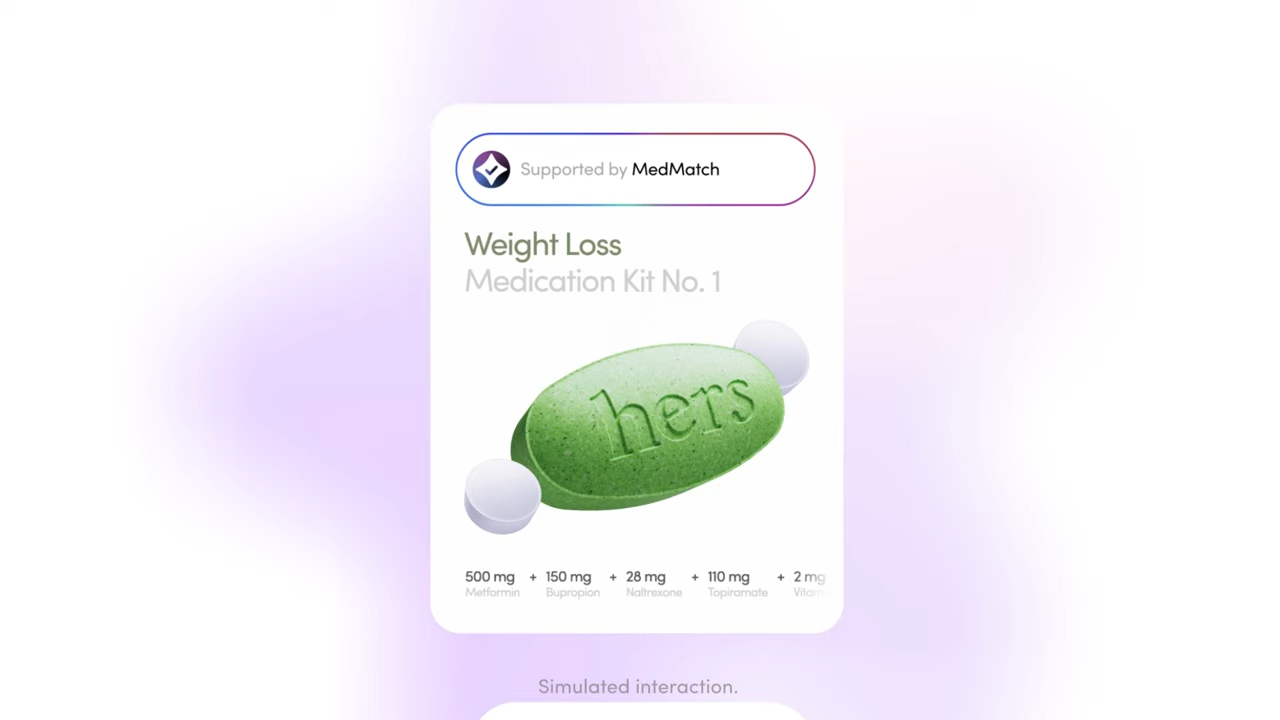 Supported by MedMatch
Weight Loss
Medication Kit No. 1
hers
500 mg + 150 mg + 28 mg + 110 mg + 2 mg
Metformin Bupropion Naltrexone Topiramate
Simulated interaction.